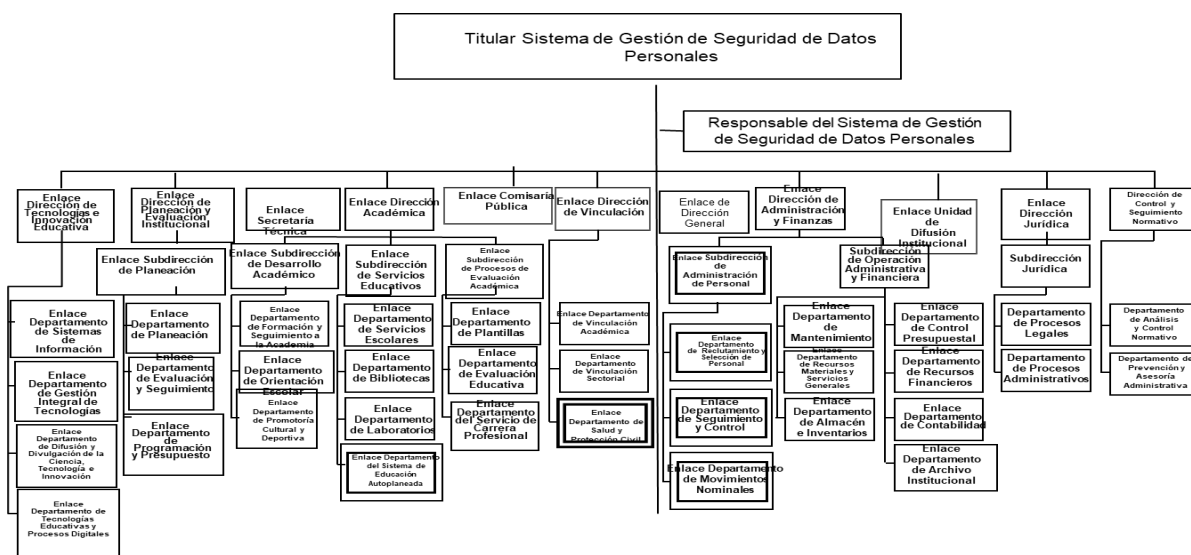 Titular Sistema de Gestión de Seguridad de Datos
Personales
Responsable del Sistema de Gestión
de Seguridad de Datos Personales
Enlace
Dirección de
Tecnologías e
Innovación
Educativa
Enlace
Dirección de
Planeación y
Evaluación
Institucional
Enlace
Secretaría
Técnica
Enlace Dirección
Académica
Enlace Comisaría
Pública
Enlace Dirección
de Vinculación
Enlace de
Dirección
General
Enlace
Dirección de
Administración
y Finanzas
Enlace Unidad
de
Difusión
Institucional
Enlace
Dirección
Jurídica
Dirección de
Control y
Seguimiento
Normativo
Enlace Subdirección
de Planeación
Enlace Subdirección
de Desarrollo
Académico
Enlace
Subdirección
de Servicios
Educativos
Enlace
Subdirección
de Procesos de
Evaluación
Académica
Enlace Subdirección
de
Administración
de Personal
Subdirección
de Operación
Administrativa
y Financiera
Subdirección
Jurídica
Enlace
Departamento
de Sistemas
de
Información
Enlace
Departamento
de Gestión
Integral de
Tecnologías
Enlace
Departamento
de Difusión y
Divulgación de la
Ciencia,
Tecnología e
Innovación
Enlace
Departamento de
Tecnologías
Educativas y
Procesos Digitales
Enlace
Departamento
de Planeación
Enlace
Departamento
de Evaluación y
Seguimiento
Enlace
Departamento
de
Programación
y Presupuesto
Enlace
Departamento
de Formación y
Seguimiento a
la Academia
Enlace
Departamento
de Orientación
Escolar
Enlace
Departamento
de Promotoría
Cultural y
Deportiva
Enlace
Departamento
de Servicios
Escolares
Enlace
Departamento
de Bibliotecas
Enlace
Departamento
de Laboratorios
Enlace Departamento
del Sistema de
Educación
Autoplaneada
Enlace
Departamento
de Plantillas
Enlace
Departamento
de Evaluación
Educativa
Enlace
Departamento
del Servicio de
Carrera
Profesional
Enlace Departamento
de Vinculación
Académica
Enlace
Departamento
de Vinculación
Sectorial
Enlace
Departamento de
Salud y
Protección Civil
Enlace
Departamento
de Reclutamiento y
Selección de
Personal
Enlace
Departamento
de Seguimiento
y Control
Enlace Departamento
de Movimientos
Nominales
Enlace
Departamento
de
Mantenimiento
Enlace
Departamento
de Recursos
Materiales y
Servicios
Generales
Enlace
Departamento
de Almacén e
Inventarios
Enlace
Departamento
de Control
Presupuestal
Enlace
Departamento
de Recursos
Financieros
Enlace
Departamento
de Contabilidad
Enlace
Departamento
de Archivo
Institucional
Departamento
de Procesos
Legales
Departamento
de Procesos
Administrativos
Departamento
de Análisis y
Control
Normativo
Departamento de
Prevención y
Asesoría
Administrativa